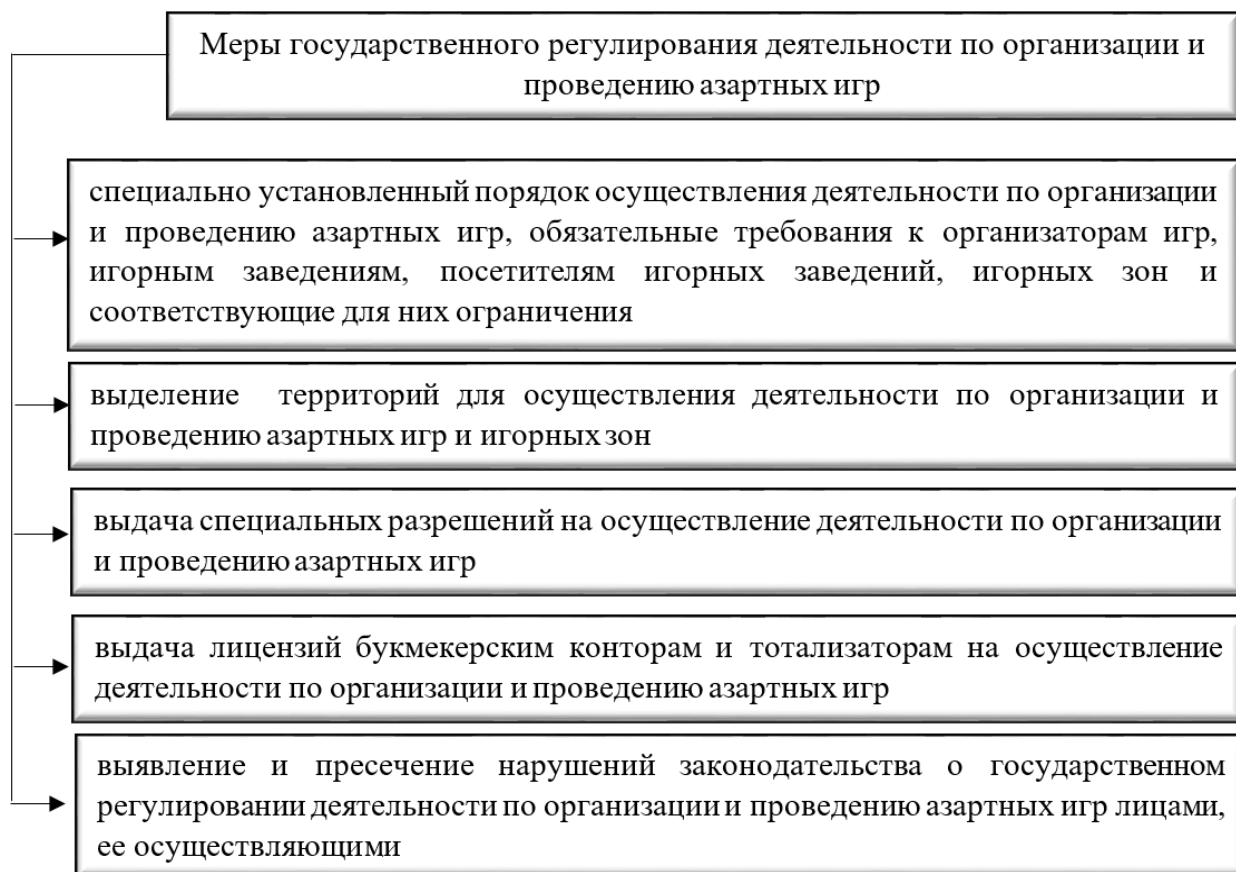 Меры государственного регулирования деятельности по организации и
проведению азартных игр
специально установленный порядок осуществления деятельности по организации
и проведению азартных игр, обязательные требования к организаторам игр,
игорным заведениям, посетителям игорных заведений, игорных зон и
соответствующие для них ограничения
выделение территорий для осуществления деятельности по организации и
проведению азартных игр и игорных зон
выдача специальных разрешений на осуществление деятельности по организации
и проведению азартных игр
выдача лицензий букмекерским конторам и тотализаторам на осуществление
деятельности по организации и проведению азартных игр
выявление и пресечение нарушений законодательства о государственном
регулировании деятельности по организации и проведению азартных игр лицами,
ее осуществляющими